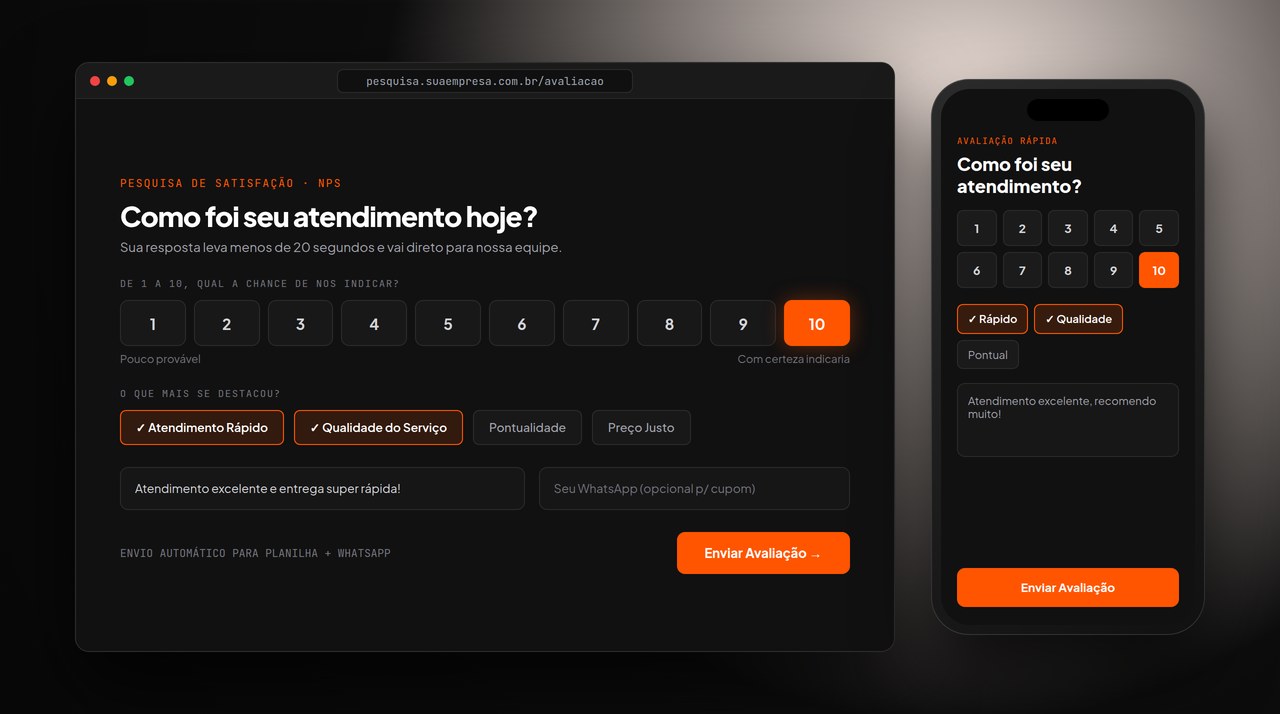 pesquisa.suaempresa.com.br/avaliacao
PESQUISA DE SATISFAÇÃO · NPS
Como foi seu atendimento hoje?
Sua resposta leva menos de 20 segundos e vai direto para nossa equipe.
DE 1 A 10, QUAL A CHANCE DE NOS INDICAR?
1 2 3 4 5 6 7 8 9 10
Pouco provável Com certeza indicaria
O QUE MAIS SE DESTACOU?
✓ Atendimento Rápido ✓ Qualidade do Serviço Pontualidade Preço Justo
Atendimento excelente e entrega super rápida! Seu WhatsApp (opcional p/ cupom)
ENVIO AUTOMÁTICO PARA PLANILHA + WHATSAPP Enviar Avaliação →
AVALIAÇÃO RÁPIDA
Como foi seu
atendimento?
1 2 3 4 5
6 7 8 9 10
✓ Rápido ✓ Qualidade
Pontual
Atendimento excelente, recomendo
muito!
Enviar Avaliação